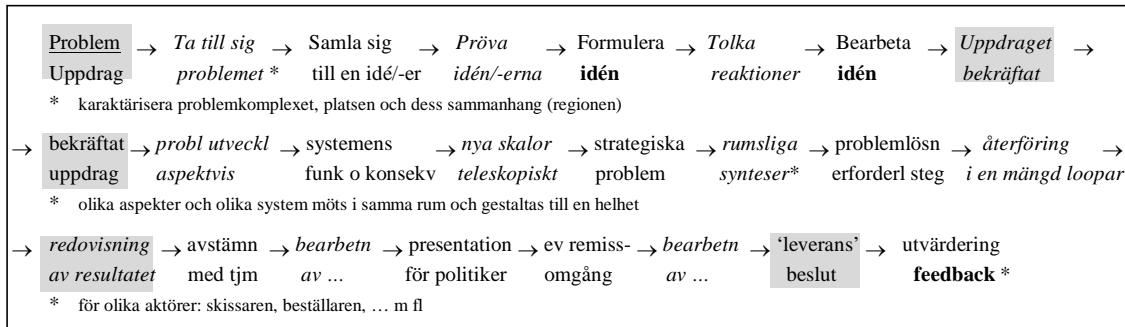 Problem → Ta till sig → Samla sig → Pröva → Formulera → Tolka → Bearbeta → Uppdraget →
Uppdrag problemet * till en idé/-er idén/-erna idén reaktioner idén bekräftat
* karaktärisera problemkomplexet, platsen och dess sammanhang (regionen)
→ bekräftat → probl utveckl → systemens → nya skalor → strategiska → rumsliga → problemlösn → återföring →
uppdrag aspektvis funk o konsekv teleskopiskt problem synteser* erforderl steg i en mängd loopar
* olika aspekter och olika system möts i samma rum och gestaltas till en helhet
→ redovisning → avstämn → bearbetn → presentation → ev remiss- → bearbetn → ’leverans’ → utvärdering
av resultatet med tjm av ... för politiker omgång av ... beslut feedback *
* för olika aktörer: skissaren, beställaren, … m fl